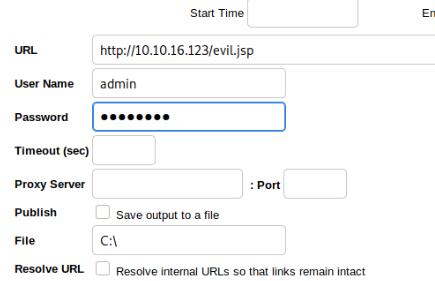 Start Time
URL http://10.10.16.123/evil.jsp
User Name admin
Password ●●●●●●●●
Timeout (sec)
Proxy Server : Port
Publish Save output to a file
File C:\
Resolve URL Resolve internal URLs so that links remain intact